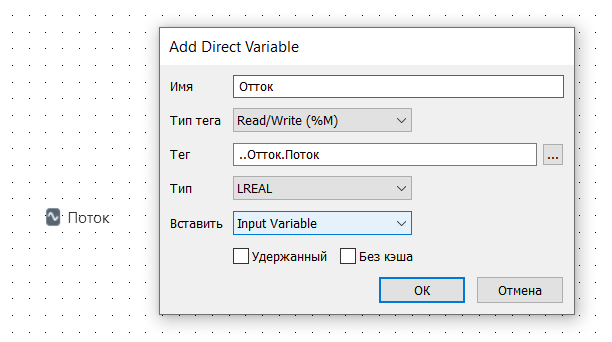 Add Direct Variable
Имя Отток
Тип тега Read/Write (%M)
Тег ..Отток.Поток ...
Тип LREAL
Поток
Вставить Input Variable
Удержанный Без кэша
OK Отмена